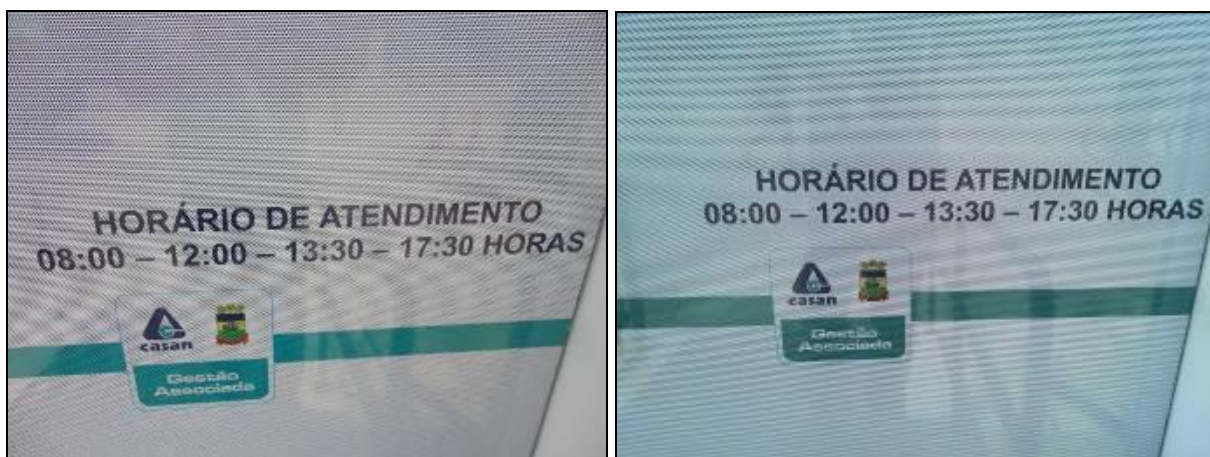 HORÁRIO DE ATENDIMENTO
08:00 – 12:00 – 13:30 – 17:30 HORAS
casan
Gestão
Associada
HORÁRIO DE ATENDIMENTO
08:00 – 12:00 – 13:30 – 17:30 HORAS
casan
Gestão
Associada